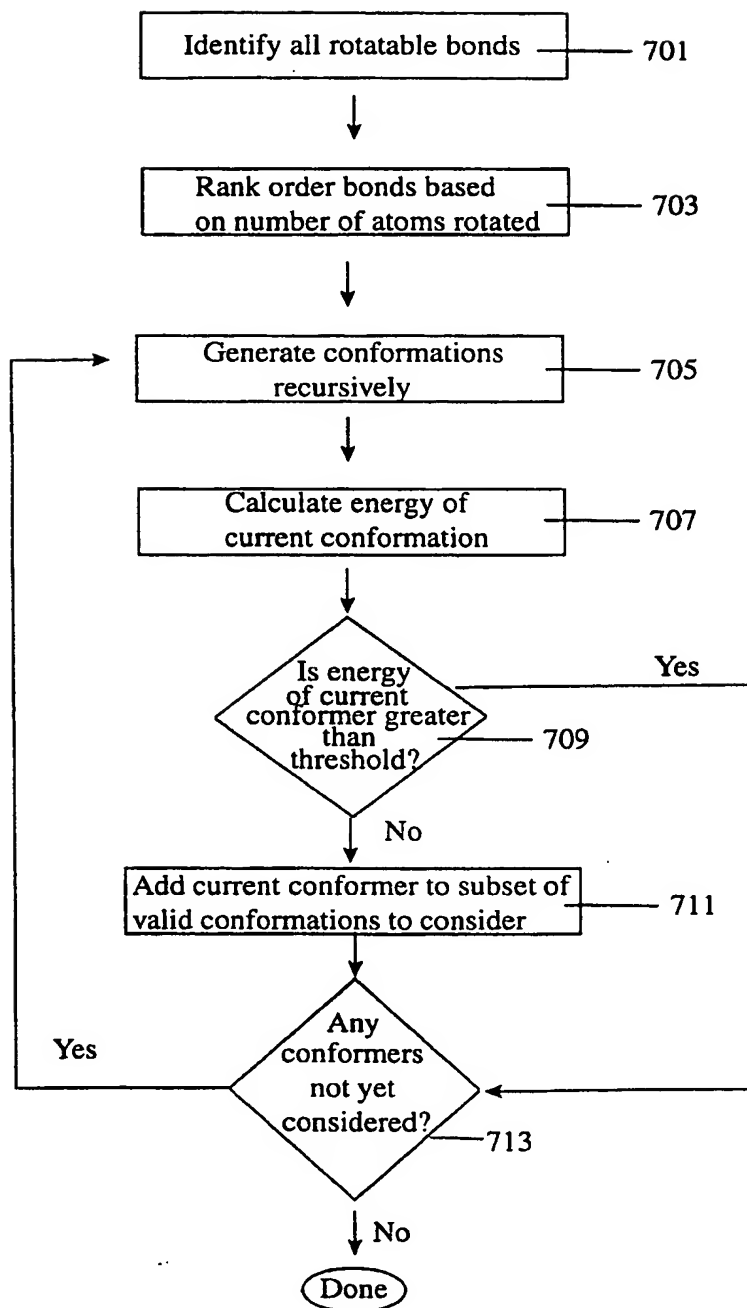 Identify all rotatable bonds
701
Rank order bonds based
on number of atoms rotated
703
Generate conformations
recursively
705
Calculate energy of
current conformation
707
Is energy
of current
conformer greater
than
threshold?
Yes
709
No
Add current conformer to subset of
valid conformations to consider
711
Any
conformers
not yet
considered?
Yes
713
No
Done